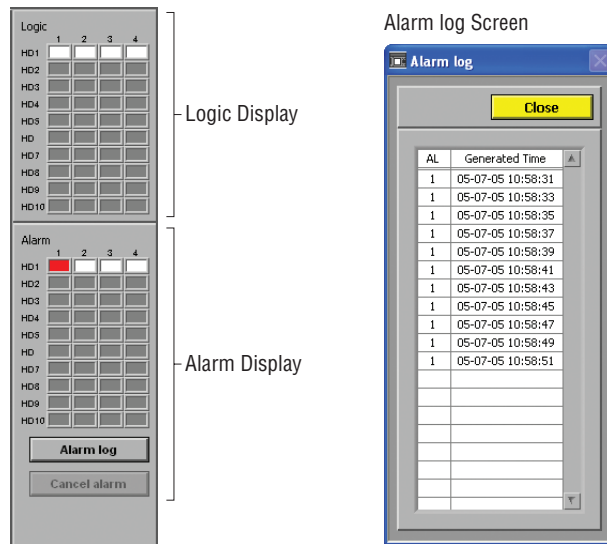 Logic
1 2 3 4
HD1
HD2
HD3
HD4
HD5
HD
HD7
HD8
HD9
HD10
Logic Display
Alarm
1 2 3 4
HD1
HD2
HD3
HD4
HD5
HD
HD7
HD8
HD9
HD10
Alarm Display
Alarm log
Cancel alarm
Alarm log Screen
Alarm log
Close
AL Generated Time
1 05-07-05 10:58:31
1 05-07-05 10:58:33
1 05-07-05 10:58:35
1 05-07-05 10:58:37
1 05-07-05 10:58:39
1 05-07-05 10:58:41
1 05-07-05 10:58:43
1 05-07-05 10:58:45
1 05-07-05 10:58:47
1 05-07-05 10:58:49
1 05-07-05 10:58:51